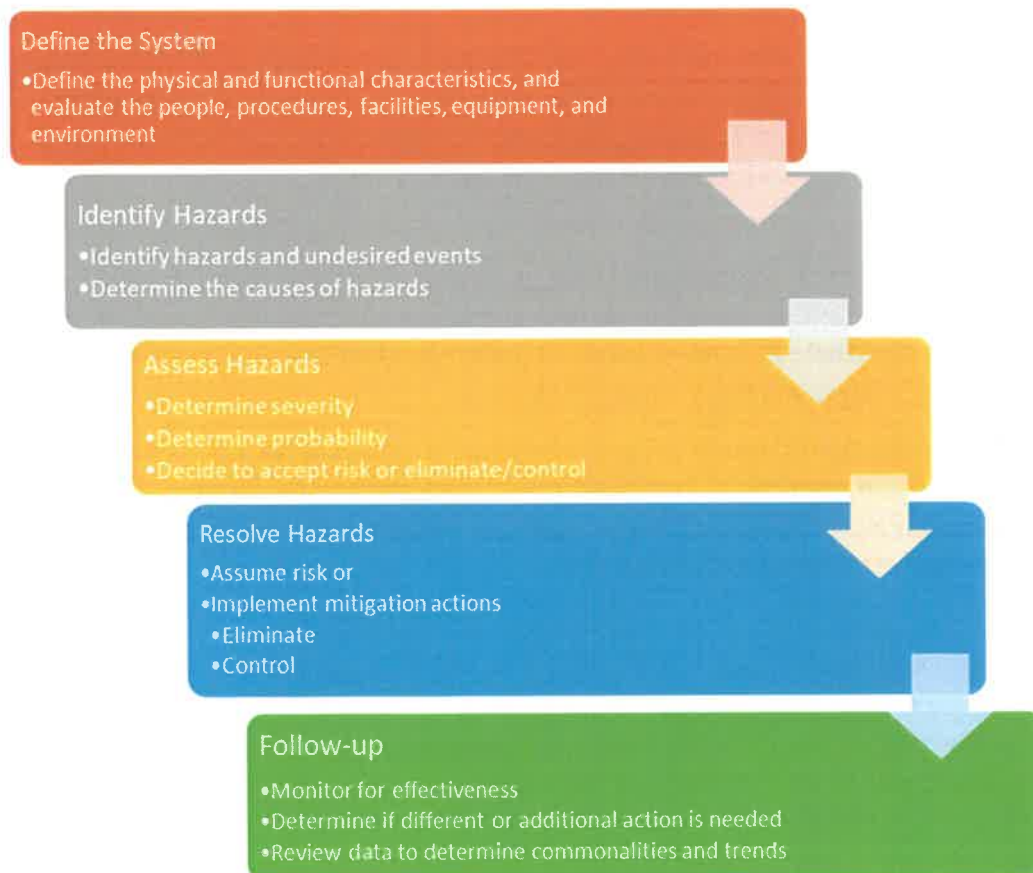 Define the System
•Define the physical and functional characteristics, and
evaluate the people, procedures, facilities, equipment, and
environment
Identify Hazards
•Identify hazards and undesired events
•Determine the causes of hazards
Assess Hazards
•Determine severity
•Determine probability
•Decide to accept risk or eliminate/control
Resolve Hazards
•Assume risk or
•Implement mitigation actions
•Eliminate
•Control
Follow-up
•Monitor for effectiveness
•Determine if different or additional action is needed
•Review data to determine commonalities and trends